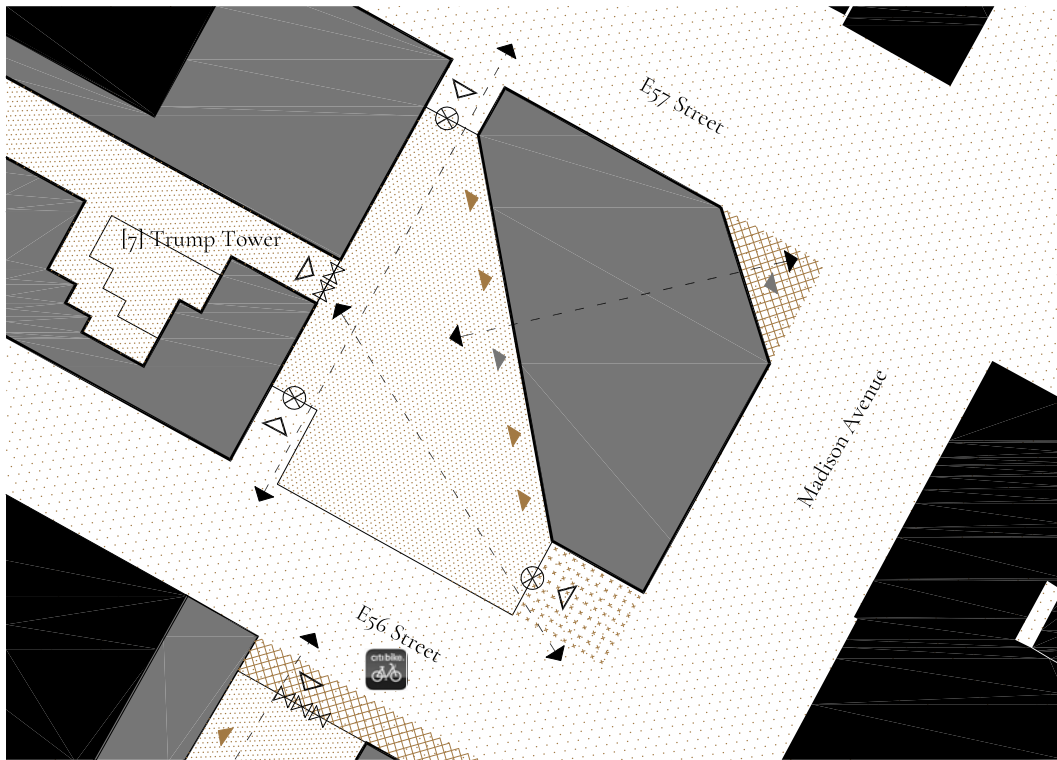 E57 Street
[7] Trump Tower
Madison Avenue
E56 Street
citibike.